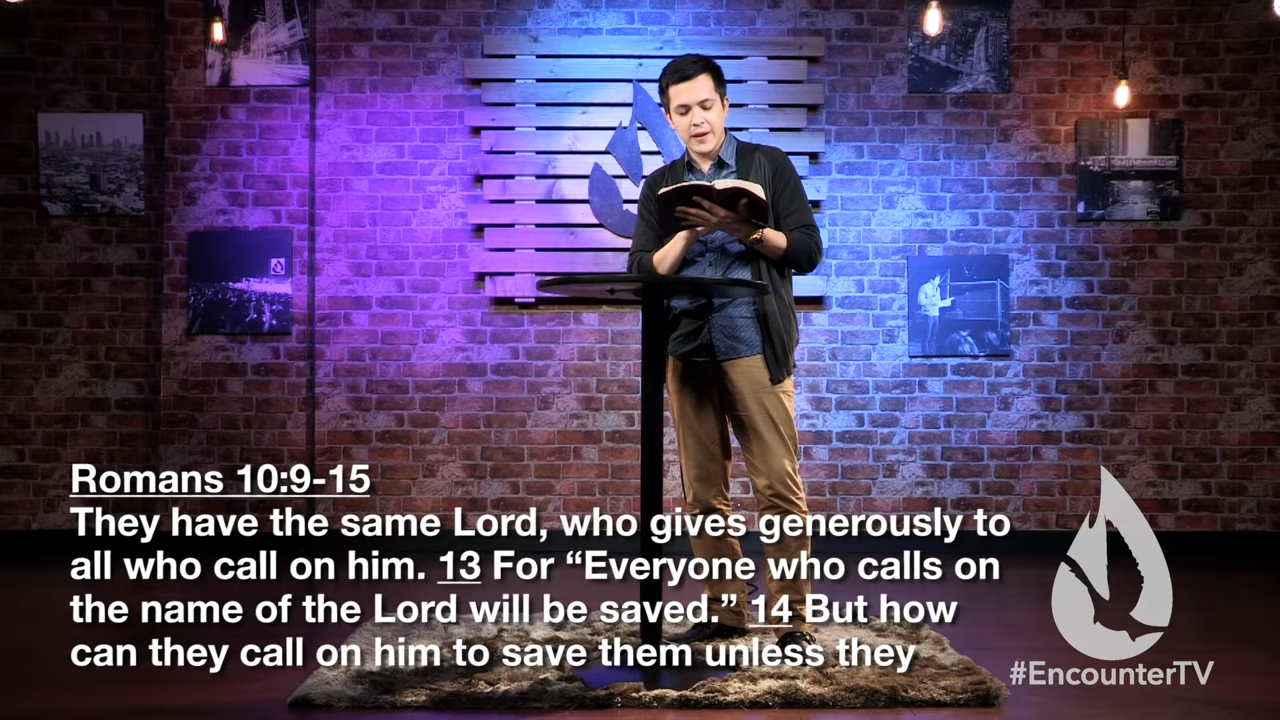 Romans 10:9-15
They have the same Lord, who gives generously to
all who call on him. 13 For “Everyone who calls on
the name of the Lord will be saved.” 14 But how
can they call on him to save them unless they
#EncounterTV